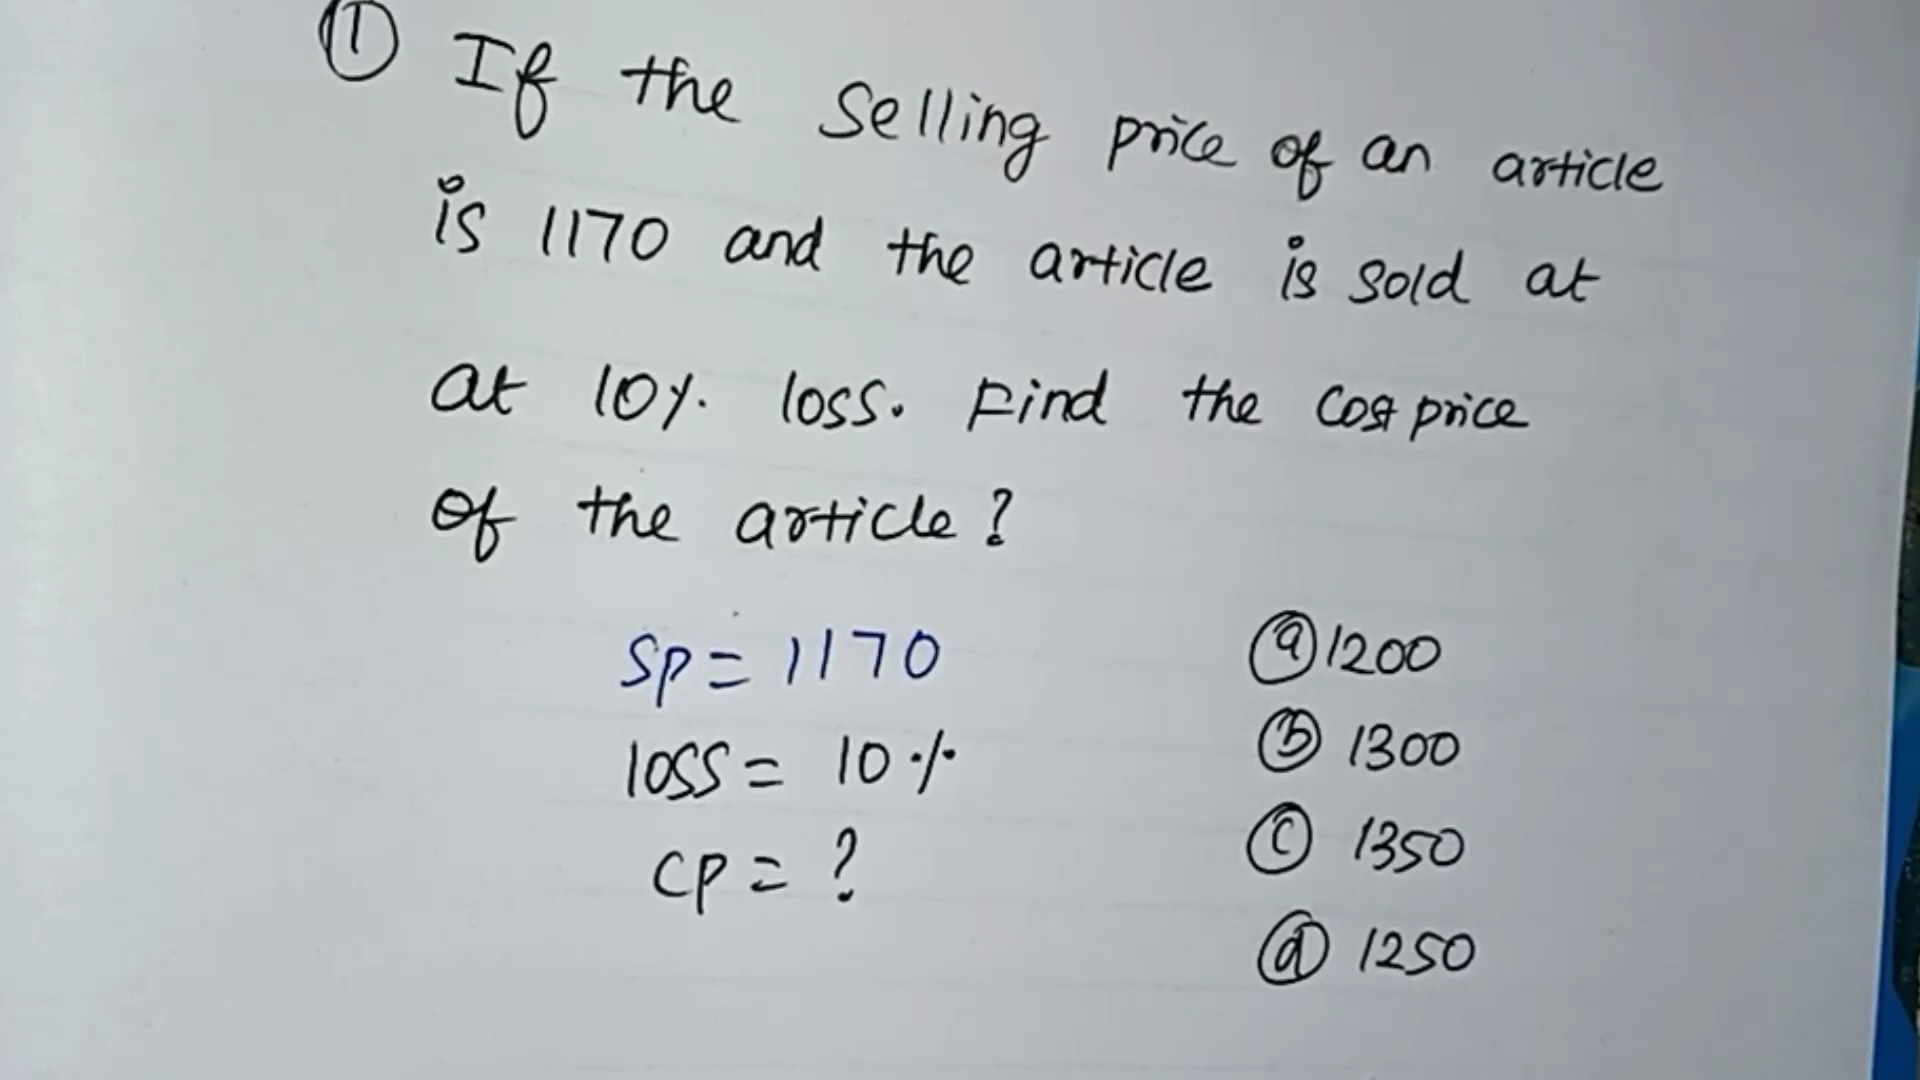 ① If the Selling price of an article
is 1170 and the article is sold at
at 10%. loss. Find the cost price
of the article?
SP = 1170
loss = 10 %
CP = ?
ⓐ 1200
ⓑ 1300
ⓒ 1350
ⓓ 1250